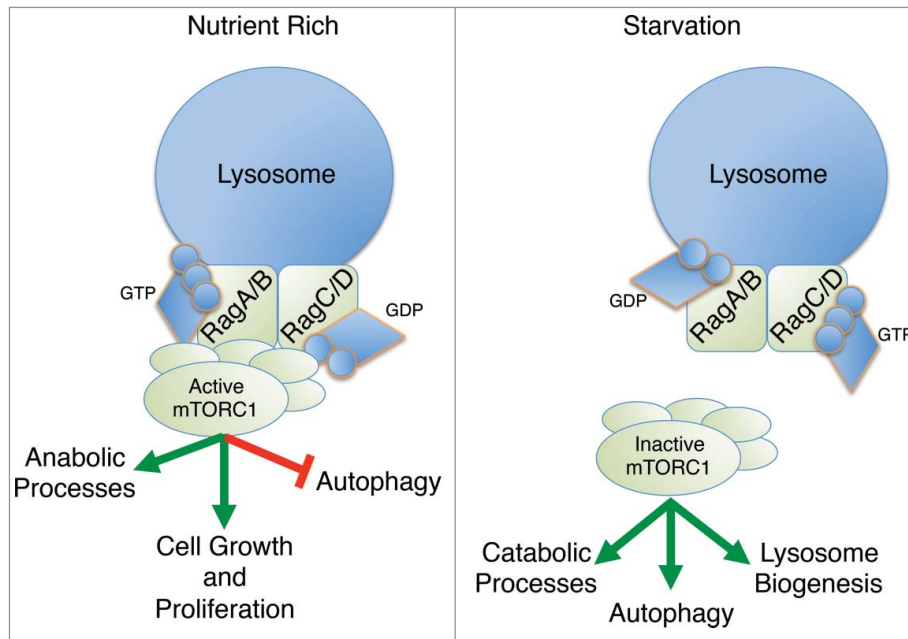 Nutrient Rich
Lysosome
GTP
RagA/B
RagC/D
GDP
Active
mTORC1
Anabolic
Processes
Autophagy
Cell Growth
and
Proliferation
Starvation
Lysosome
GDP
RagA/B
RagC/D
GTP
Inactive
mTORC1
Catabolic
Processes
Lysosome
Biogenesis
Autophagy